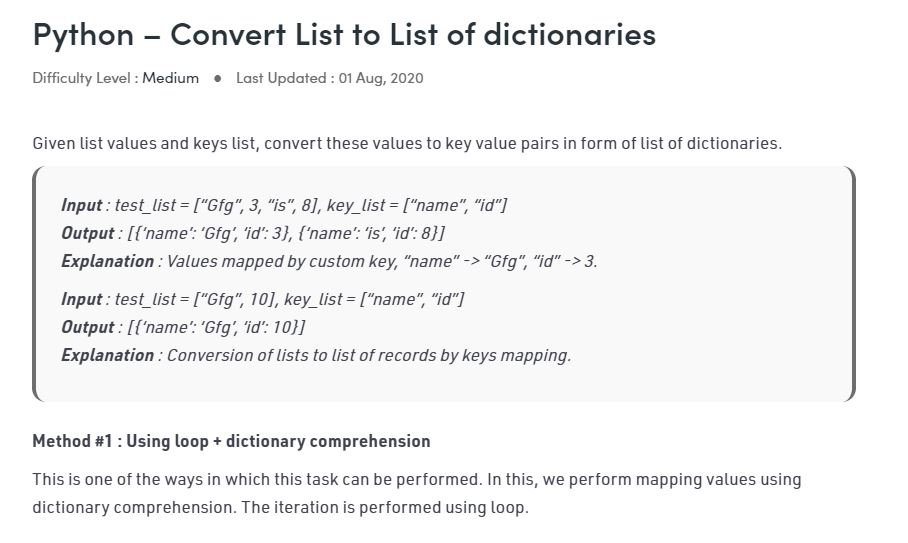 Python – Convert List to List of dictionaries
Difficulty Level : Medium ● Last Updated : 01 Aug, 2020
Given list values and keys list, convert these values to key value pairs in form of list of dictionaries.
Input : test_list = [“Gfg”, 3, “is”, 8], key_list = [“name”, “id”]
Output : [{‘name’: ‘Gfg’, ‘id’: 3}, {‘name’: ‘is’, ‘id’: 8}]
Explanation : Values mapped by custom key, “name” -> “Gfg”, “id” -> 3.
Input : test_list = [“Gfg”, 10], key_list = [“name”, “id”]
Output : [{‘name’: ‘Gfg’, ‘id’: 10}]
Explanation : Conversion of lists to list of records by keys mapping.
Method #1 : Using loop + dictionary comprehension
This is one of the ways in which this task can be performed. In this, we perform mapping values using
dictionary comprehension. The iteration is performed using loop.